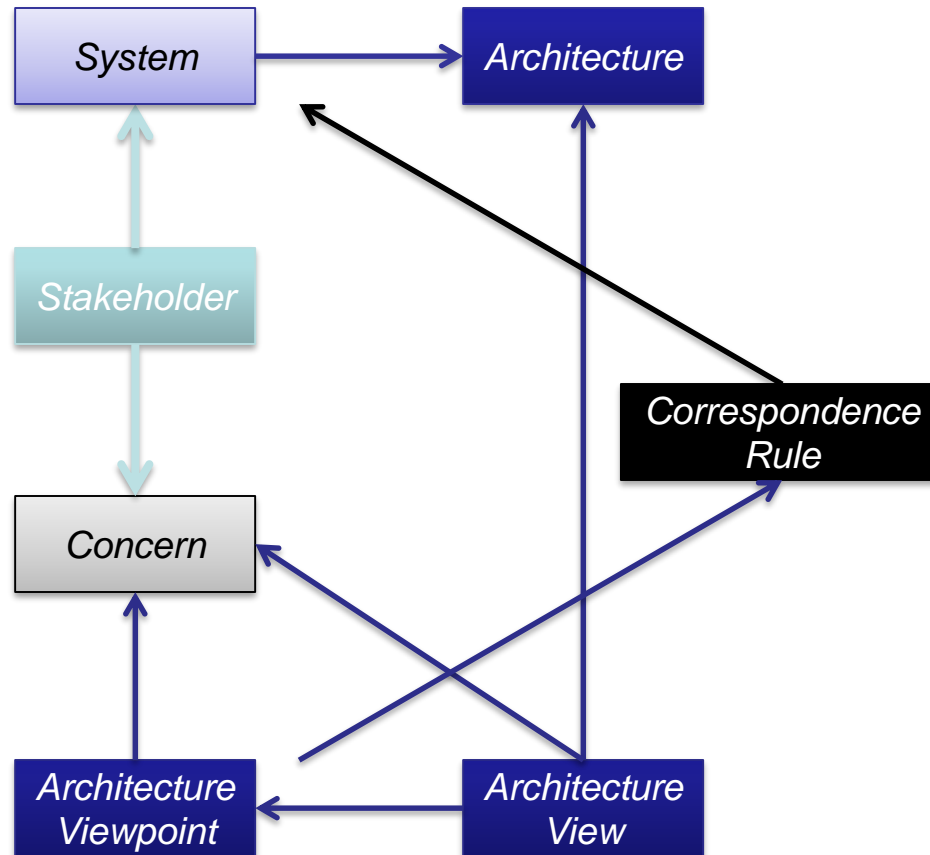 System
Architecture
Stakeholder
Correspondence
Rule
Concern
Architecture
Viewpoint
Architecture
View